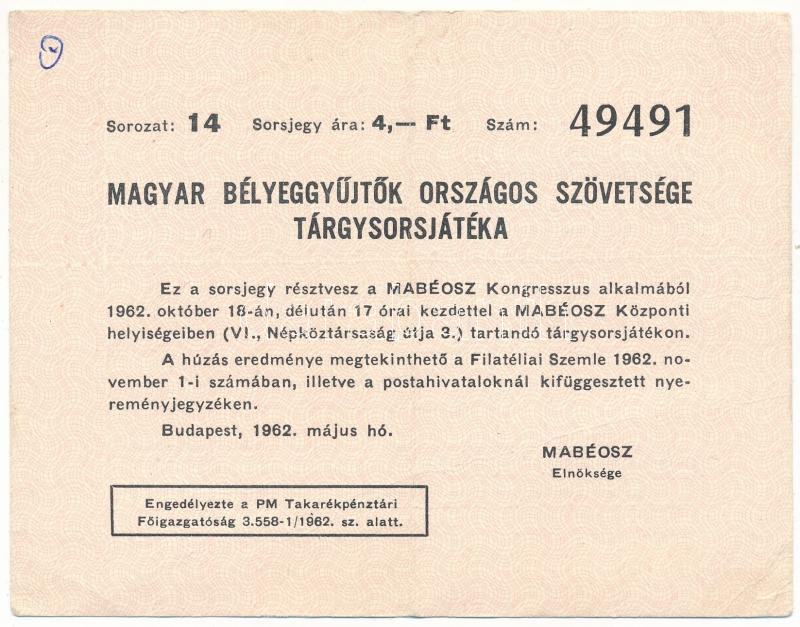 Sorozat: 14 Sorsjegy ára: 4,— Ft Szám: 49491
MAGYAR BÉLYEGGYŰJTŐK ORSZÁGOS SZÖVETSÉGE
TÁRGYSORSJÁTÉKA
Ez a sorsjegy résztvesz a MABÉOSZ Kongresszus alkalmából
1962. október 18-án, délután 17 órai kezdettel a MABÉOSZ Központi
helyiségeiben (VI., Népköztársaság útja 3.) tartandó tárgysorsjátékon.
A húzás eredménye megtekinthető a Filatéliai Szemle 1962. no-
vember 1-i számában, illetve a postahivataloknál kifüggesztett nye-
reményjegyzéken.
Budapest, 1962. május hó.
MABÉOSZ
Elnöksége
Engedélyezte a PM Takarékpénztári
Főigazgatóság 3.558-1/1962. sz. alatt.